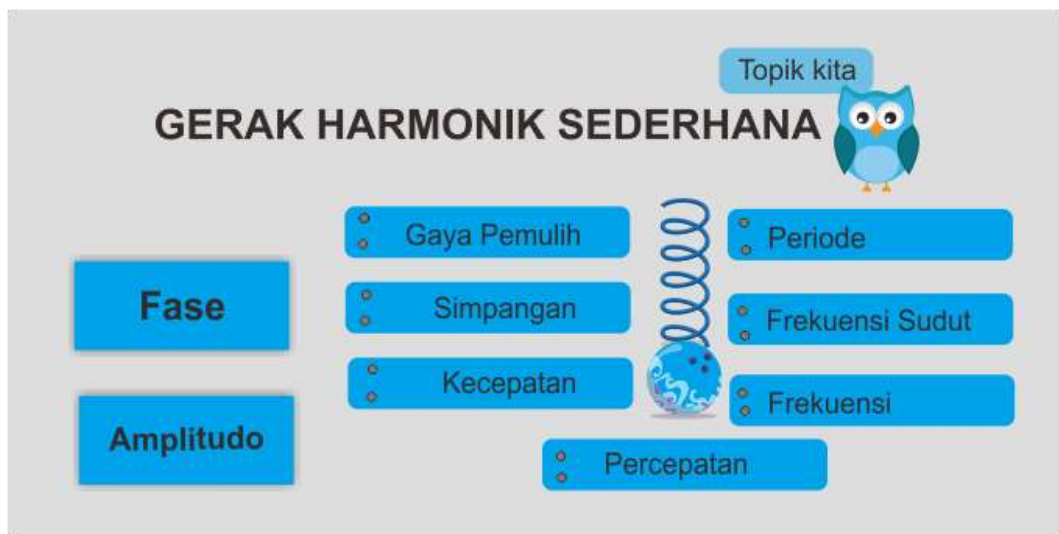 Topik kita
GERAK HARMONIK SEDERHANA
Fase
Amplitudo
Gaya Pemulih
Simpangan
Kecepatan
Periode
Frekuensi Sudut
Frekuensi
Percepatan